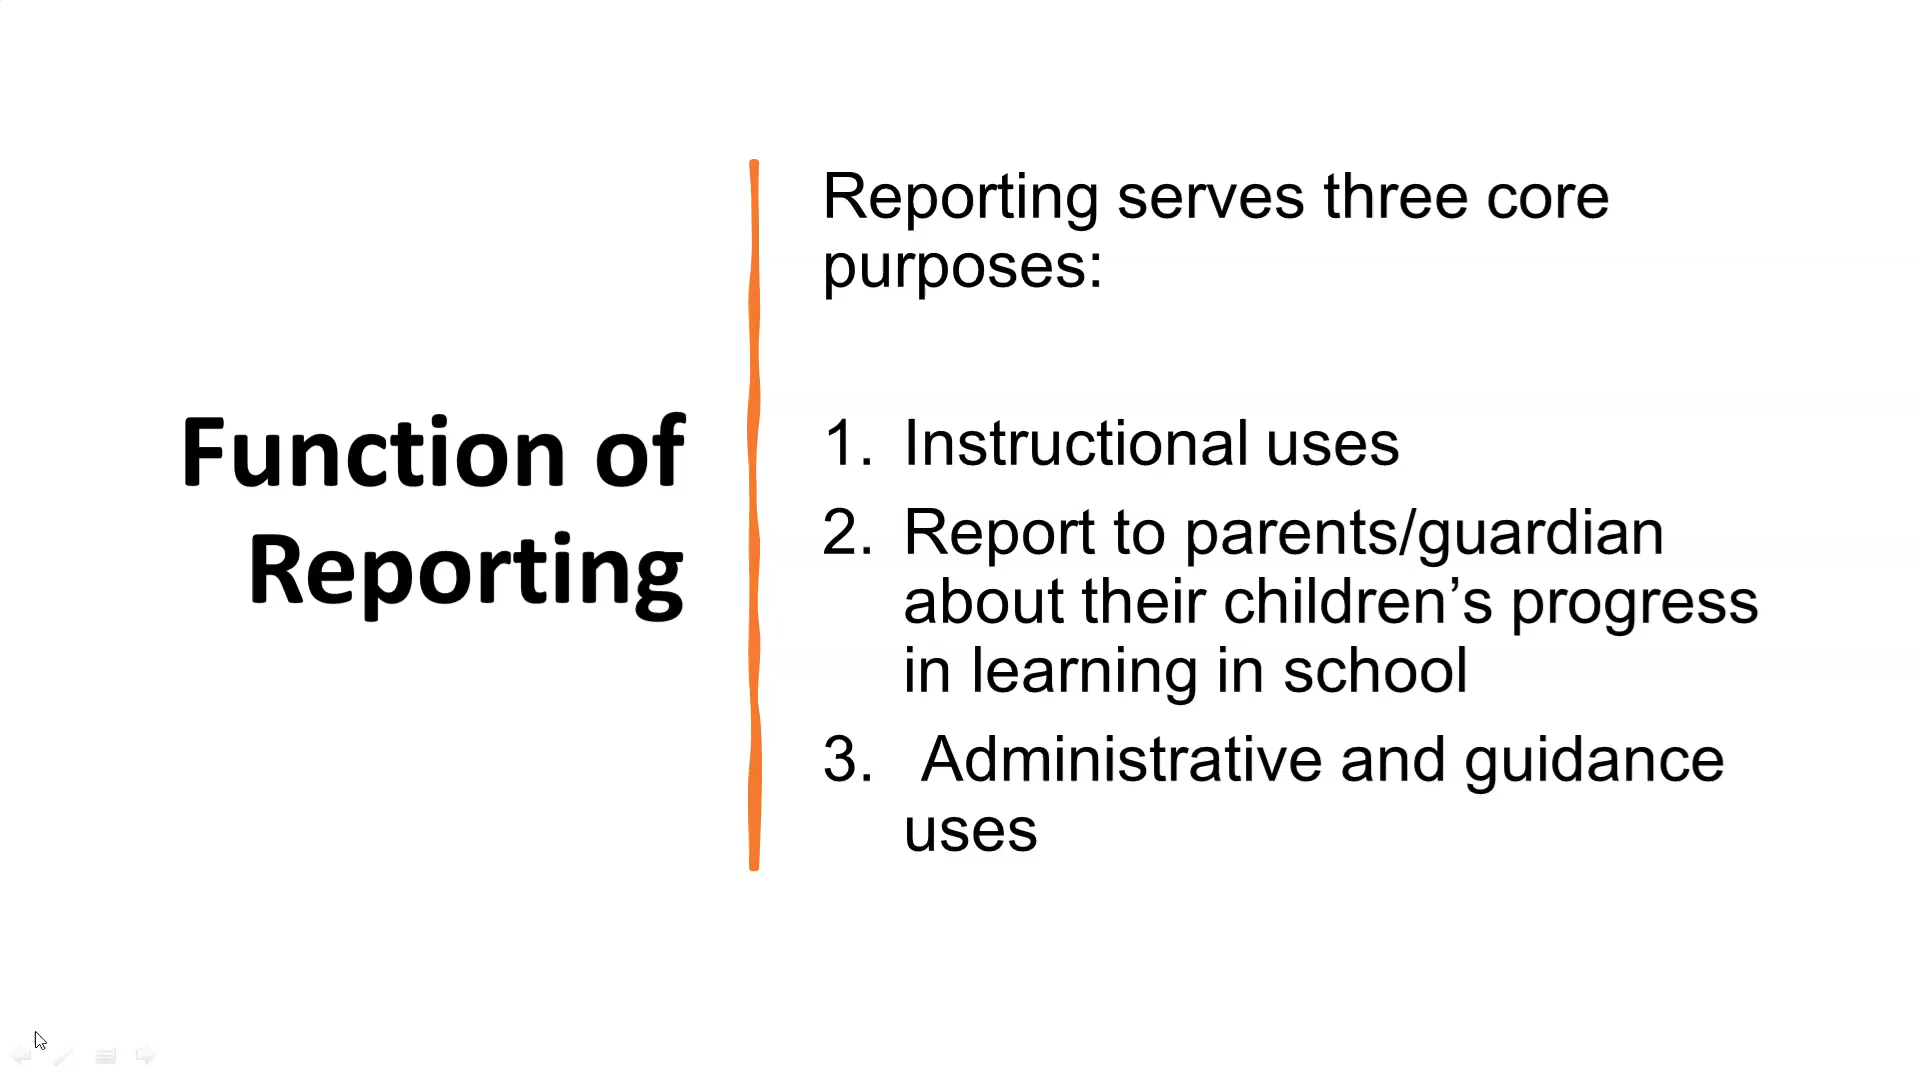 Function of
Reporting
Reporting serves three core
purposes:
1. Instructional uses
2. Report to parents/guardian
about their children’s progress
in learning in school
3. Administrative and guidance
uses